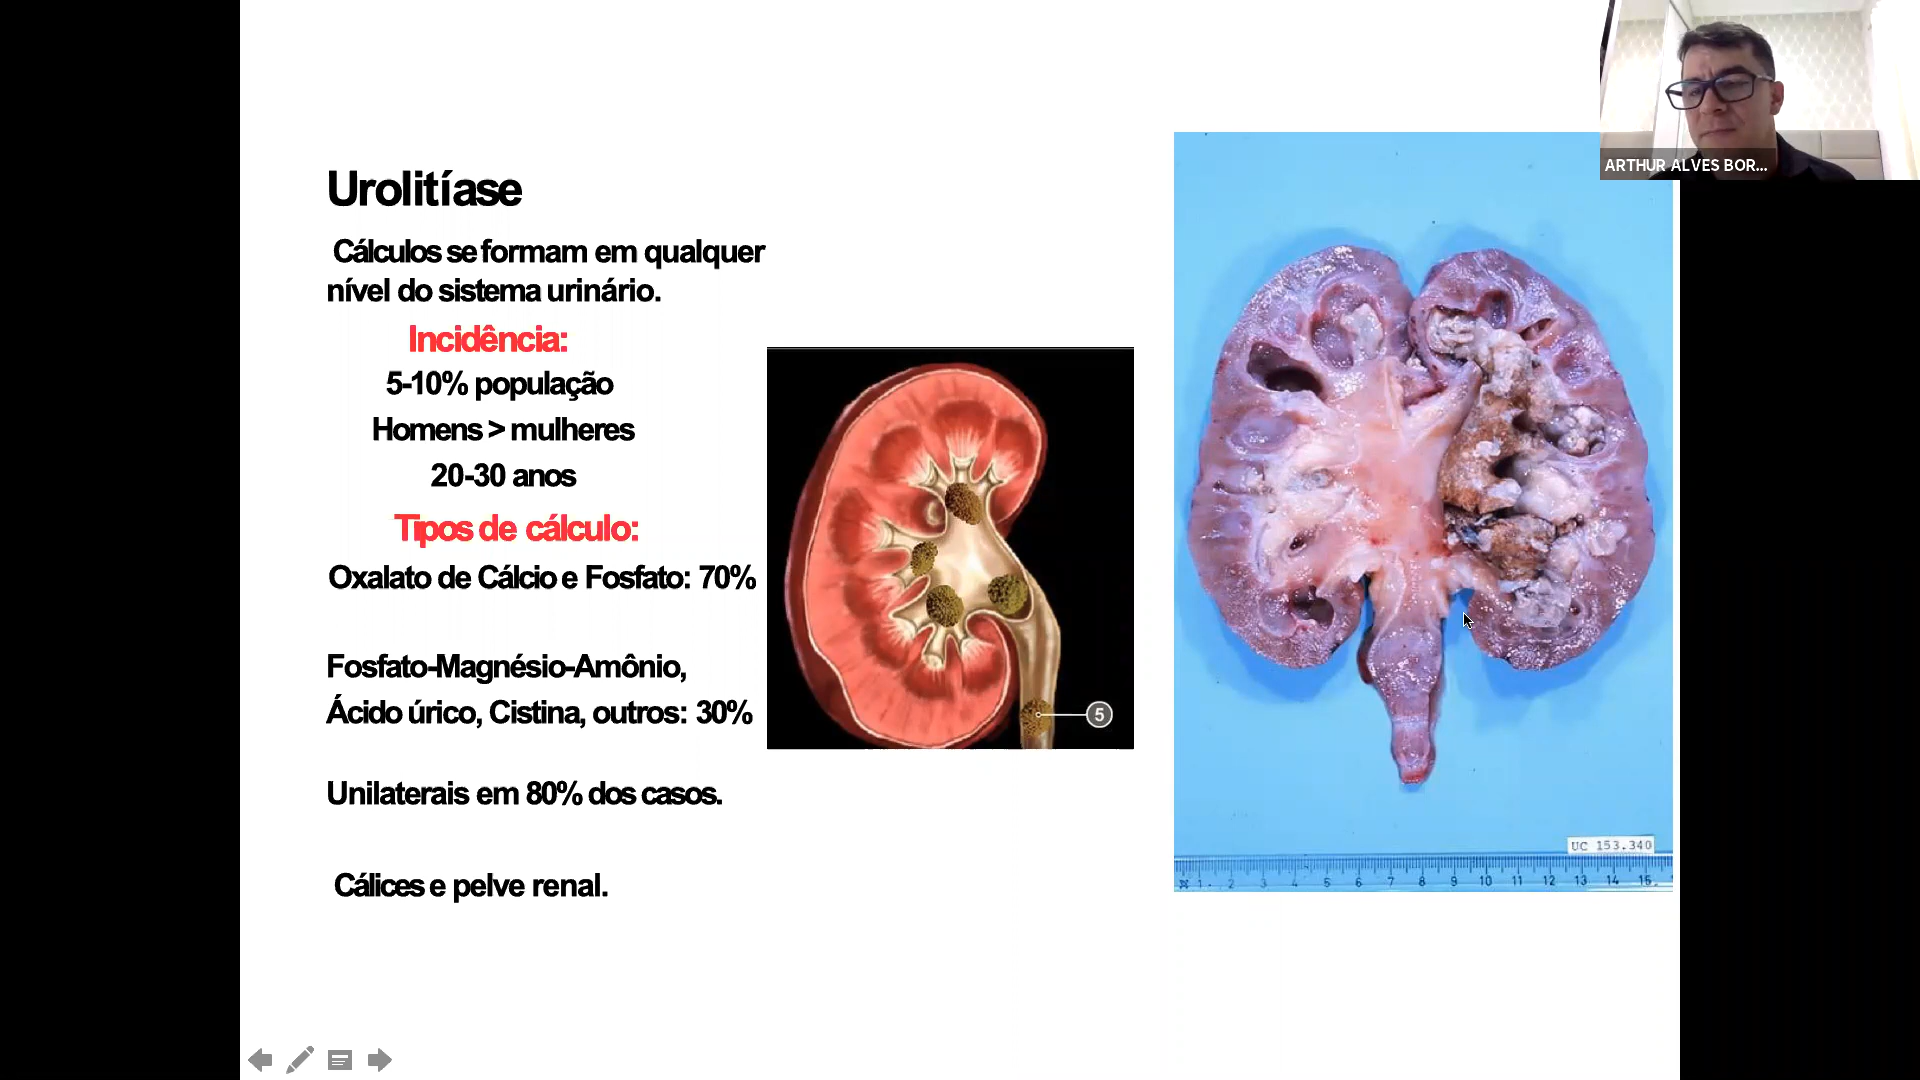 ARTHUR ALVES BOR...
Urolitíase
Cálculos se formam em qualquer
nível do sistema urinário.
Incidência:
5-10% população
Homens > mulheres
20-30 anos
Tipos de cálculo:
Oxalato de Cálcio e Fosfato: 70%
Fosfato-Magnésio-Amônio,
Ácido úrico, Cistina, outros: 30%
Unilaterais em 80% dos casos.
Cálices e pelve renal.
5
UC 153.340
1 2 3 4 5 6 7 8 9 10 11 12 13 14 15